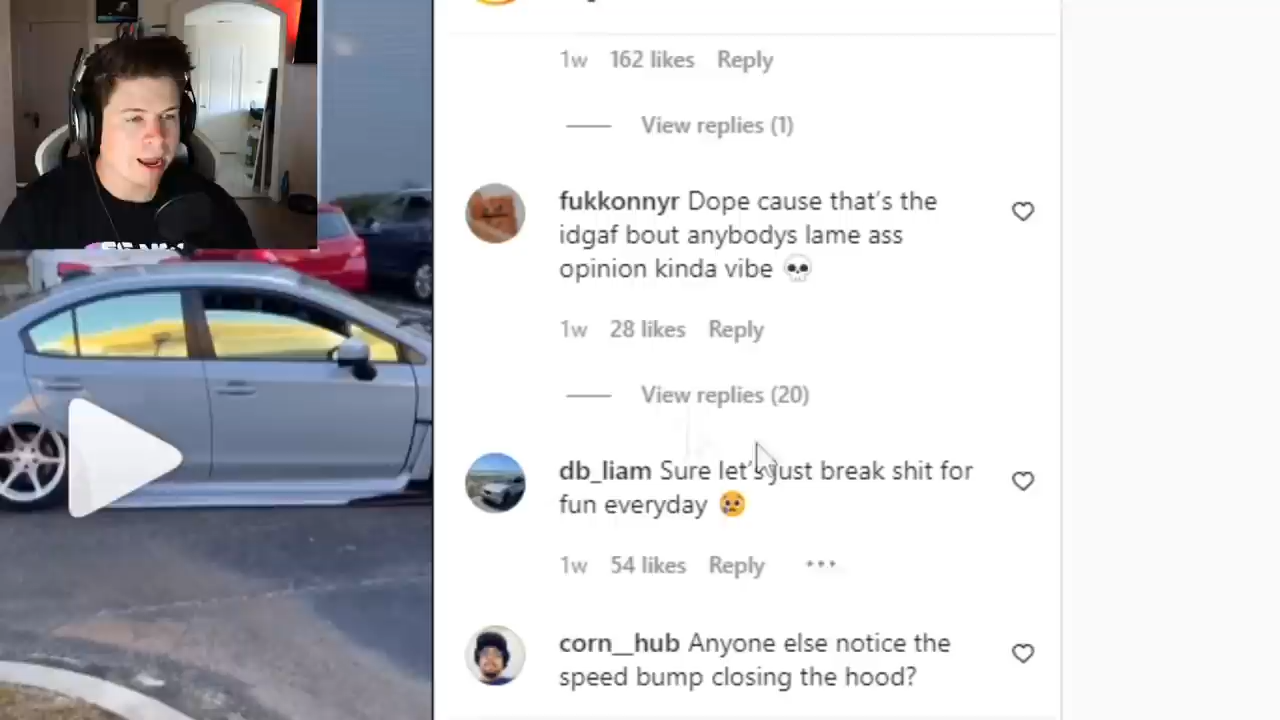 1w 162 likes Reply
View replies (1)
fukkonnyr Dope cause that's the
idgaf bout anybodys lame ass
opinion kinda vibe
1w 28 likes Reply
View replies (20)
db_liam Sure let's just break shit for
fun everyday
1w 54 likes Reply
corn__hub Anyone else notice the
speed bump closing the hood?